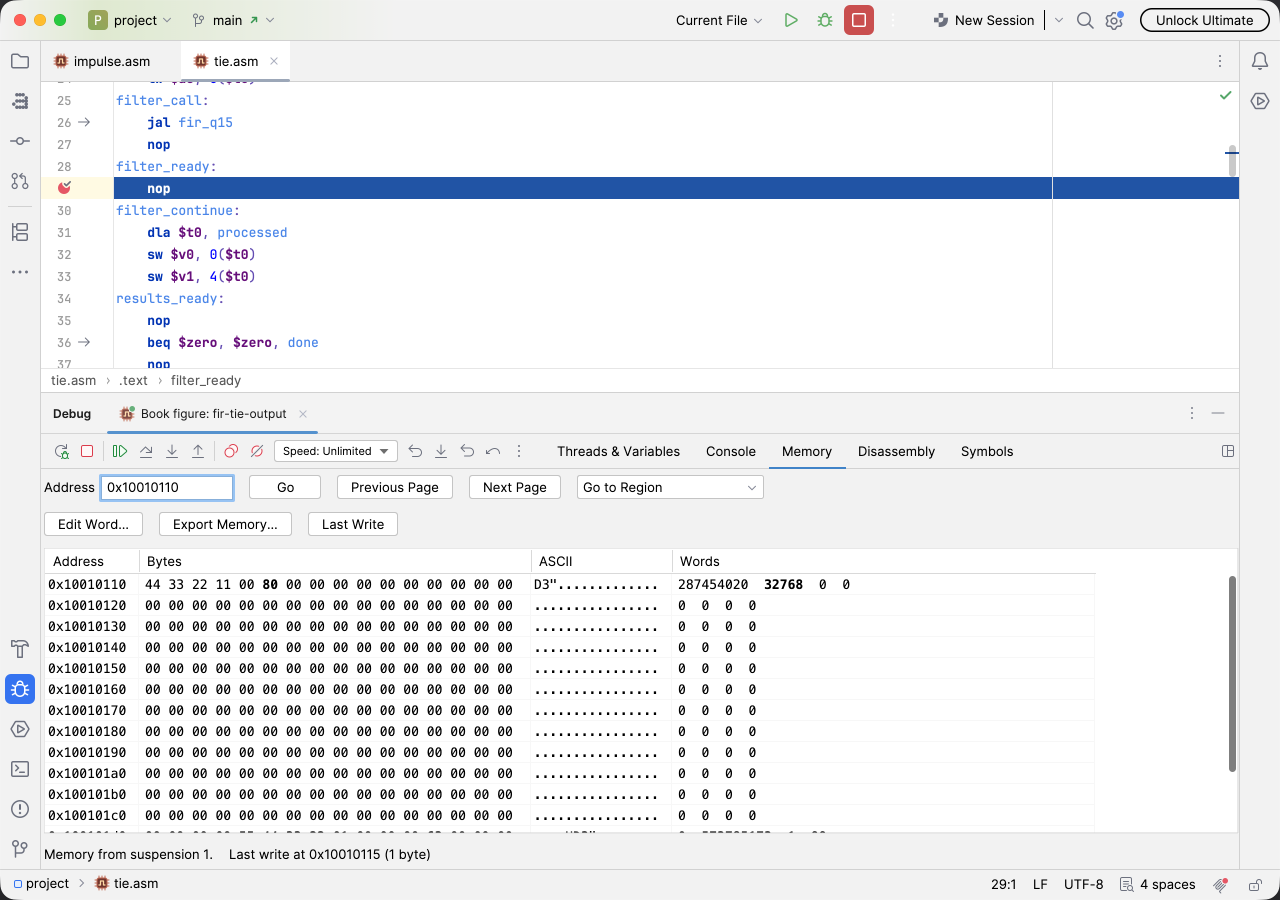 P project main Current File New Session Unlock Ultimate
impulse.asm tie.asm
25 filter_call:
26 jal fir_q15
27 nop
28 filter_ready:
nop
30 filter_continue:
31 dla $t0, processed
32 sw $v0, 0($t0)
33 sw $v1, 4($t0)
34 results_ready:
35 nop
36 beq $zero, $zero, done
37 nop
tie.asm › .text › filter_ready
Debug Book figure: fir-tie-output
Speed: Unlimited Threads & Variables Console Memory Disassembly Symbols
Address 0x10010110 Go Previous Page Next Page Go to Region
Edit Word... Export Memory... Last Write
Address Bytes ASCII Words
0x10010110 44 33 22 11 00 80 00 00 00 00 00 00 00 00 00 00 D3"............. 287454020 32768 0 0
0x10010120 00 00 00 00 00 00 00 00 00 00 00 00 00 00 00 00 ................ 0 0 0 0
0x10010130 00 00 00 00 00 00 00 00 00 00 00 00 00 00 00 00 ................ 0 0 0 0
0x10010140 00 00 00 00 00 00 00 00 00 00 00 00 00 00 00 00 ................ 0 0 0 0
0x10010150 00 00 00 00 00 00 00 00 00 00 00 00 00 00 00 00 ................ 0 0 0 0
0x10010160 00 00 00 00 00 00 00 00 00 00 00 00 00 00 00 00 ................ 0 0 0 0
0x10010170 00 00 00 00 00 00 00 00 00 00 00 00 00 00 00 00 ................ 0 0 0 0
0x10010180 00 00 00 00 00 00 00 00 00 00 00 00 00 00 00 00 ................ 0 0 0 0
0x10010190 00 00 00 00 00 00 00 00 00 00 00 00 00 00 00 00 ................ 0 0 0 0
0x100101a0 00 00 00 00 00 00 00 00 00 00 00 00 00 00 00 00 ................ 0 0 0 0
0x100101b0 00 00 00 00 00 00 00 00 00 00 00 00 00 00 00 00 ................ 0 0 0 0
0x100101c0 00 00 00 00 00 00 00 00 00 00 00 00 00 00 00 00 ................ 0 0 0 0
Memory from suspension 1. Last write at 0x10010115 (1 byte)
project › tie.asm 29:1 LF UTF-8 4 spaces